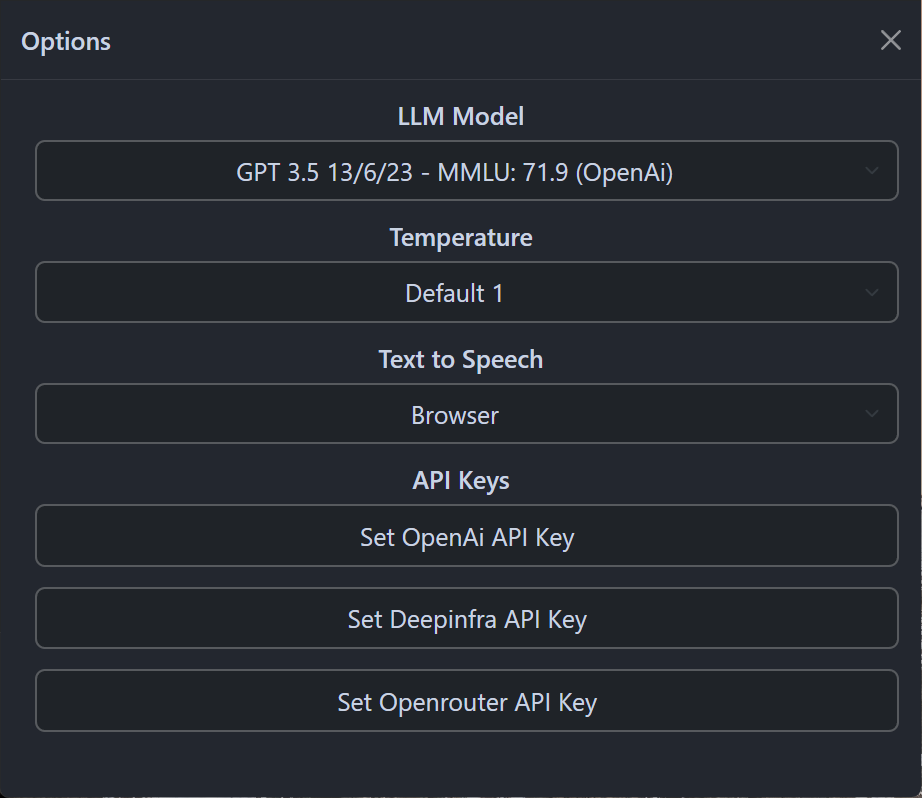 Options
LLM Model
GPT 3.5 13/6/23 - MMLU: 71.9 (OpenAi)
Temperature
Default 1
Text to Speech
Browser
API Keys
Set OpenAi API Key
Set Deepinfra API Key
Set Openrouter API Key